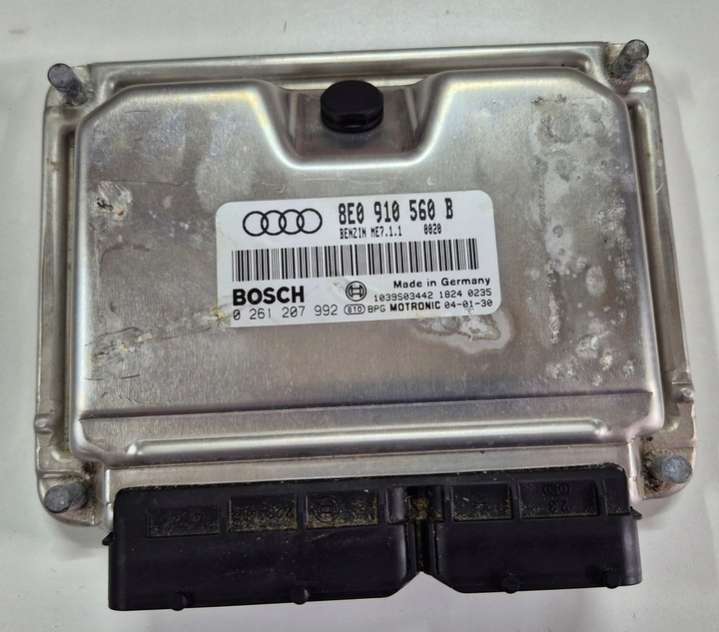 8E0 910 560 B
BENZIN ME7.1.1 0020
BOSCH Made in Germany
1039S03442 1824 0235
0 261 207 992 BPG MOTRONIC 04-01-30